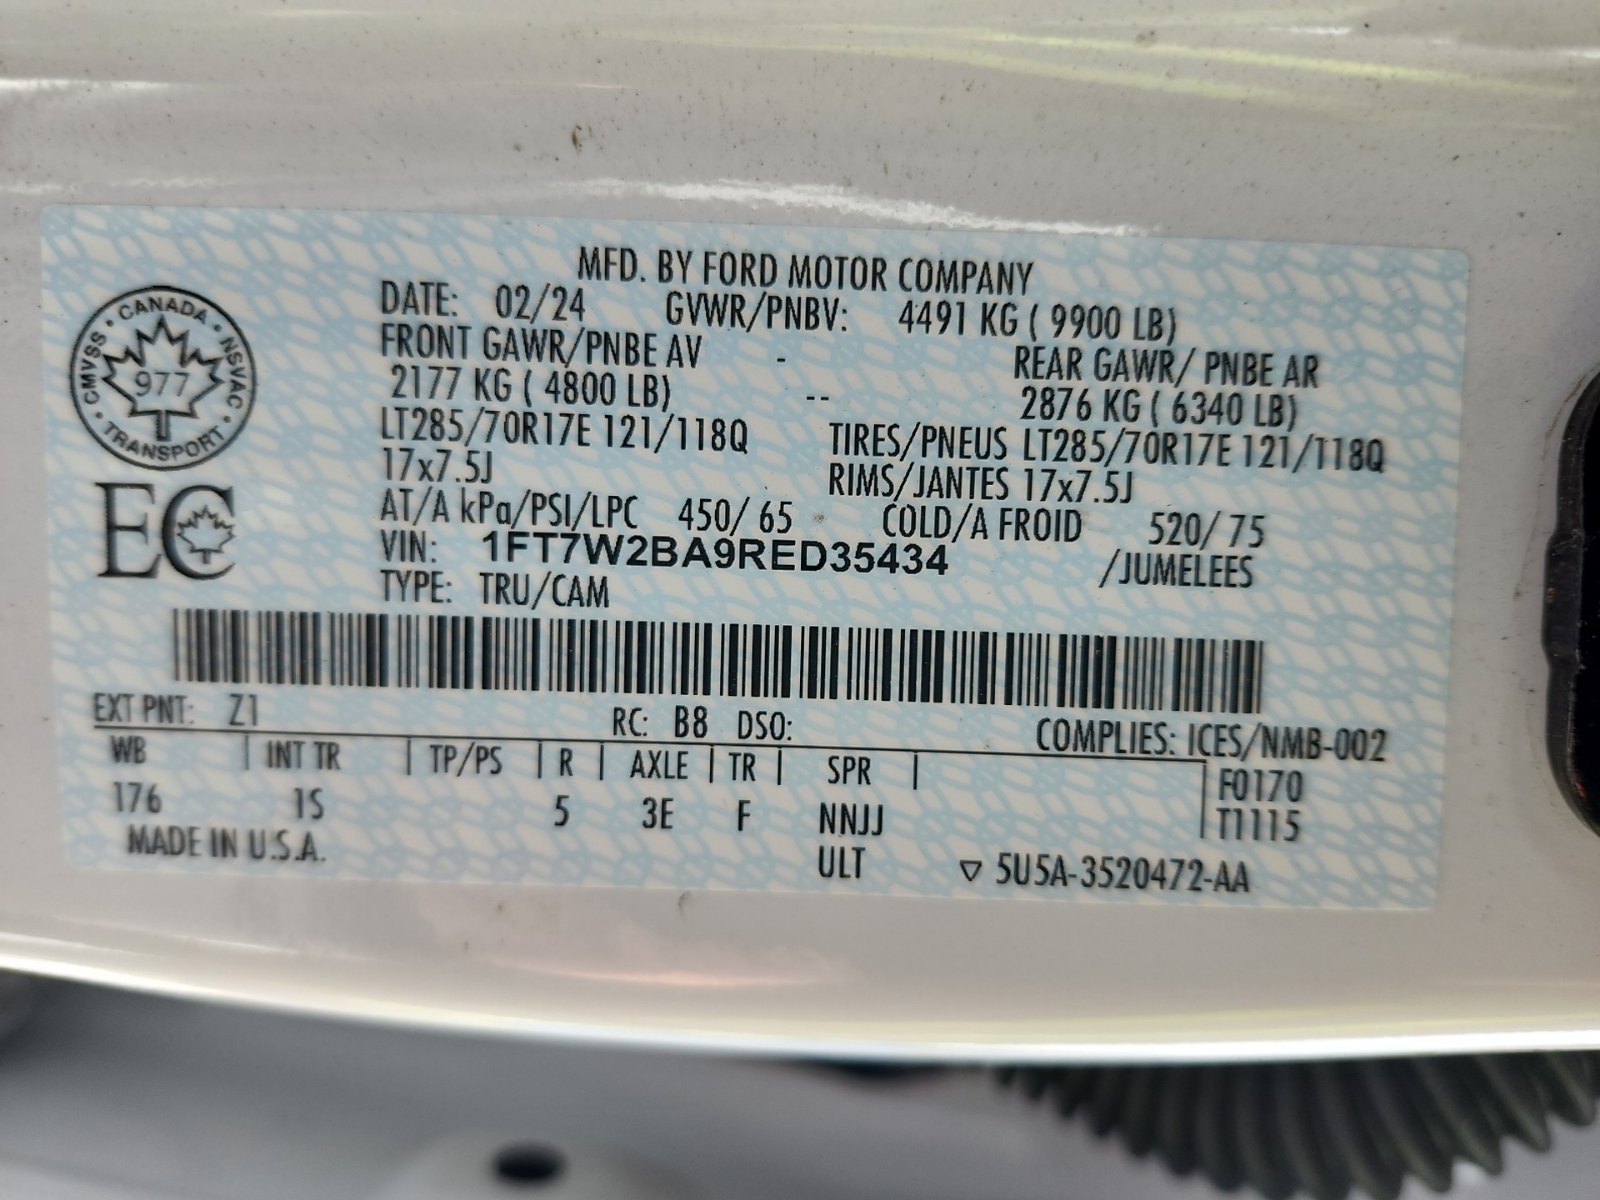 MFD. BY FORD MOTOR COMPANY
DATE: 02/24 GVWR/PNBV: 4491 KG ( 9900 LB)
FRONT GAWR/PNBE AV - REAR GAWR/ PNBE AR
2177 KG ( 4800 LB) -- 2876 KG ( 6340 LB)
LT285/70R17E 121/118Q TIRES/PNEUS LT285/70R17E 121/118Q
17x7.5J RIMS/JANTES 17x7.5J
AT/A kPa/PSI/LPC 450/ 65 COLD/A FROID 520/ 75
VIN: 1FT7W2BA9RED35434 /JUMELEES
TYPE: TRU/CAM
CANADA
CMVSS • NSVAC
977
TRANSPORT
EC
EXT PNT: Z1 RC: B8 DSO: COMPLIES: ICES/NMB-002
WB | INT TR | TP/PS | R | AXLE | TR | SPR | F0170
176 1S 5 3E F NNJJ T1115
MADE IN U.S.A. ULT ▽ 5U5A-3520472-AA